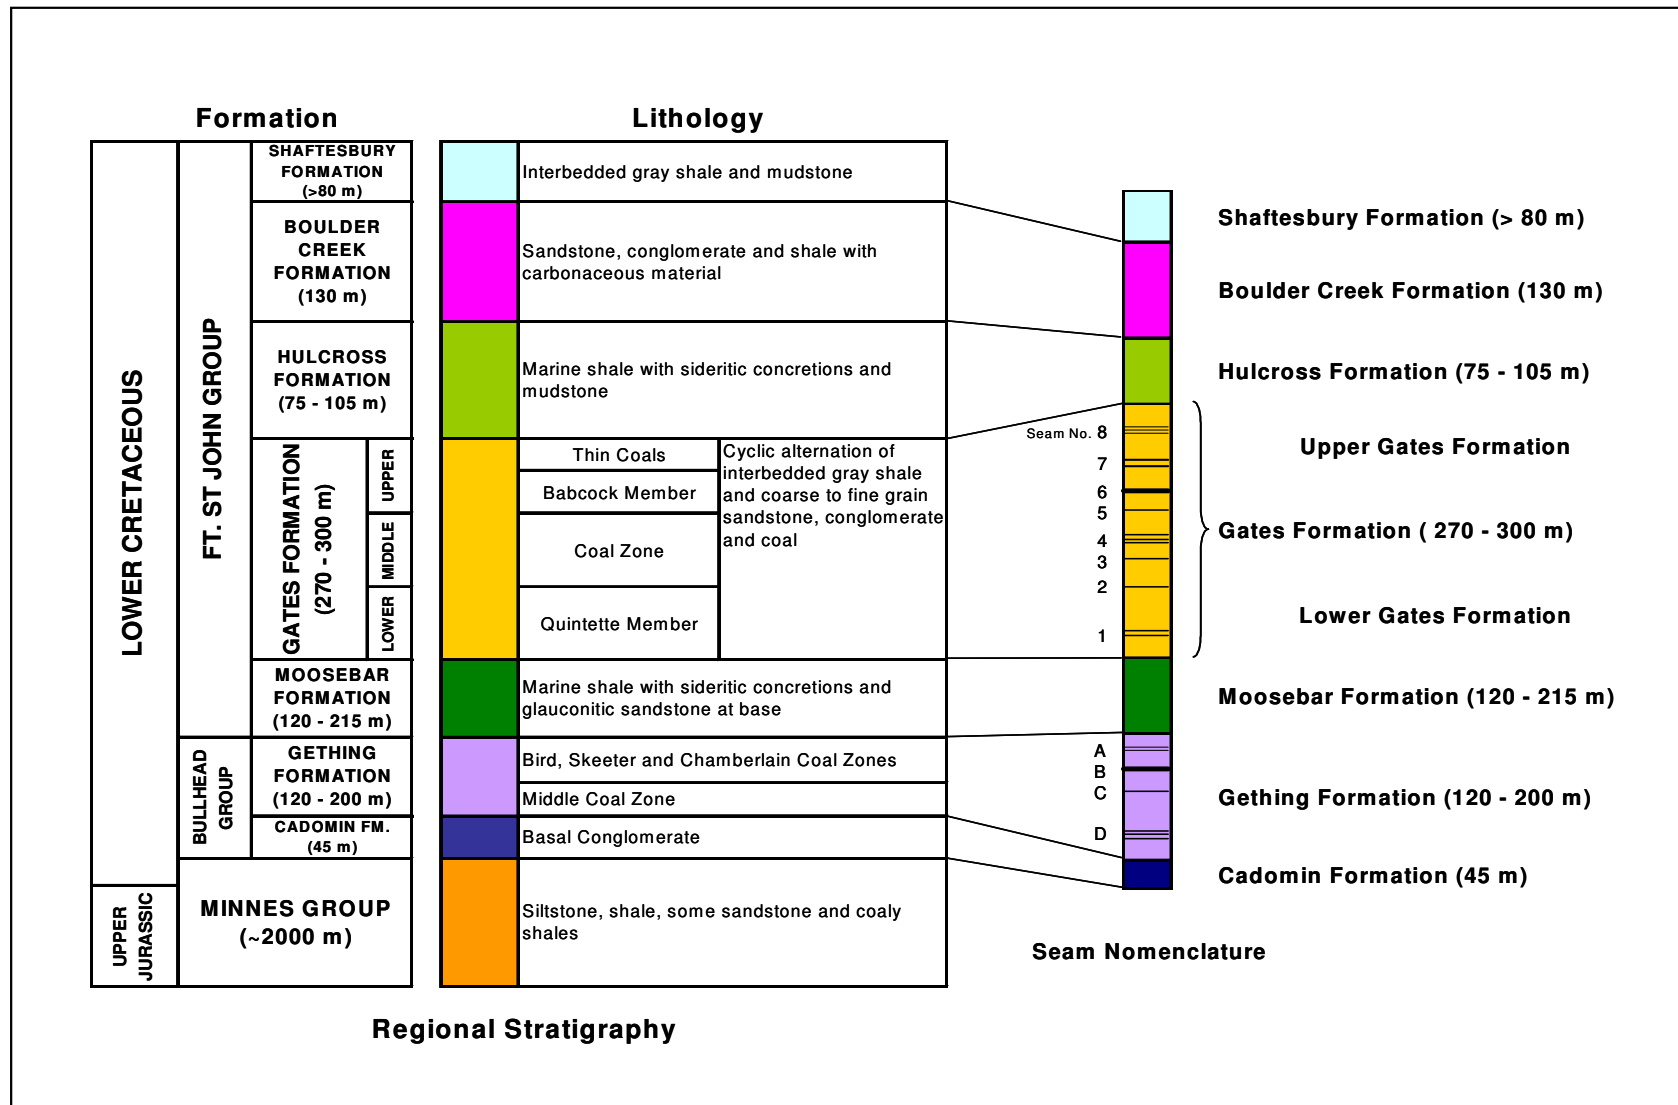 Formation
Lithology
LOWER CRETACEOUS
UPPER
JURASSIC
FT. ST JOHN GROUP
BULLHEAD
GROUP
SHAFTESBURY
FORMATION
(>80 m)
Interbedded gray shale and mudstone
BOULDER
CREEK
FORMATION
(130 m)
Sandstone, conglomerate and shale with
carbonaceous material
HULCROSS
FORMATION
(75 - 105 m)
Marine shale with sideritic concretions and
mudstone
GATES FORMATION
(270 - 300 m)
UPPER
MIDDLE
LOWER
Thin Coals
Babcock Member
Coal Zone
Quintette Member
Cyclic alternation of
interbedded gray shale
and coarse to fine grain
sandstone, conglomerate
and coal
MOOSEBAR
FORMATION
(120 - 215 m)
Marine shale with sideritic concretions and
glauconitic sandstone at base
GETHING
FORMATION
(120 - 200 m)
Bird, Skeeter and Chamberlain Coal Zones
Middle Coal Zone
CADOMIN FM.
(45 m)
Basal Conglomerate
MINNES GROUP
(~2000 m)
Siltstone, shale, some sandstone and coaly
shales
Regional Stratigraphy
Shaftesbury Formation (> 80 m)
Boulder Creek Formation (130 m)
Hulcross Formation (75 - 105 m)
Seam No. 8
7
6
5
4
3
2
1
Upper Gates Formation
Gates Formation ( 270 - 300 m)
Lower Gates Formation
Moosebar Formation (120 - 215 m)
A
B
C
D
Gething Formation (120 - 200 m)
Cadomin Formation (45 m)
Seam Nomenclature